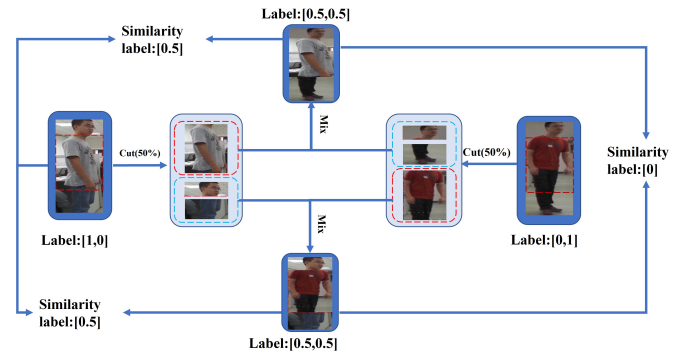 Label:[0.5,0.5]
Similarity
label:[0.5]
Mix
Cut(50%)
Cut(50%)
Similarity
label:[0]
Label:[1,0]
Label:[0,1]
Mix
Similarity
label:[0.5]
Label:[0.5,0.5]